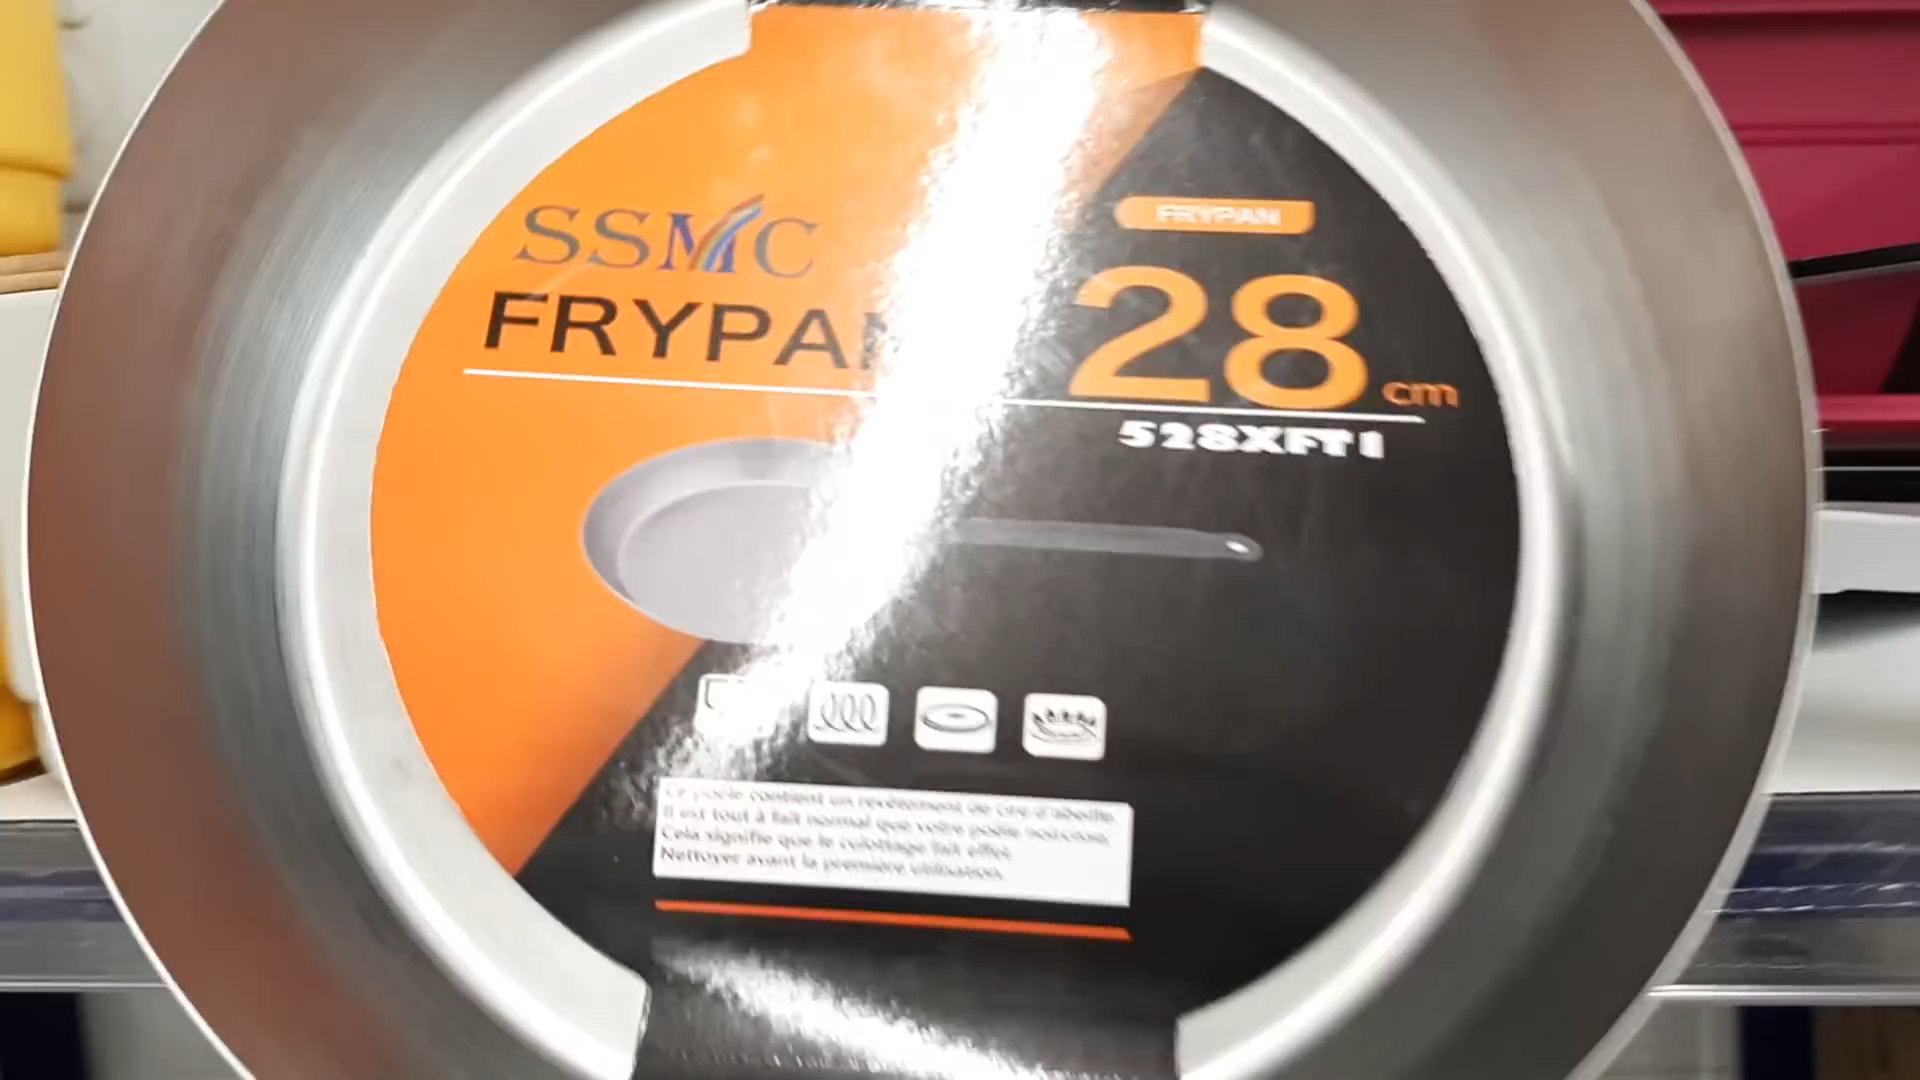 SSMC
FRYPAN
FRYPAN
28 cm
528XFT1
Ce poêle contient un revêtement de cire d'abeille.
Il est tout à fait normal que votre poêle noircisse,
Cela signifie que le culottage fait effet.
Nettoyer avant la première utilisation.